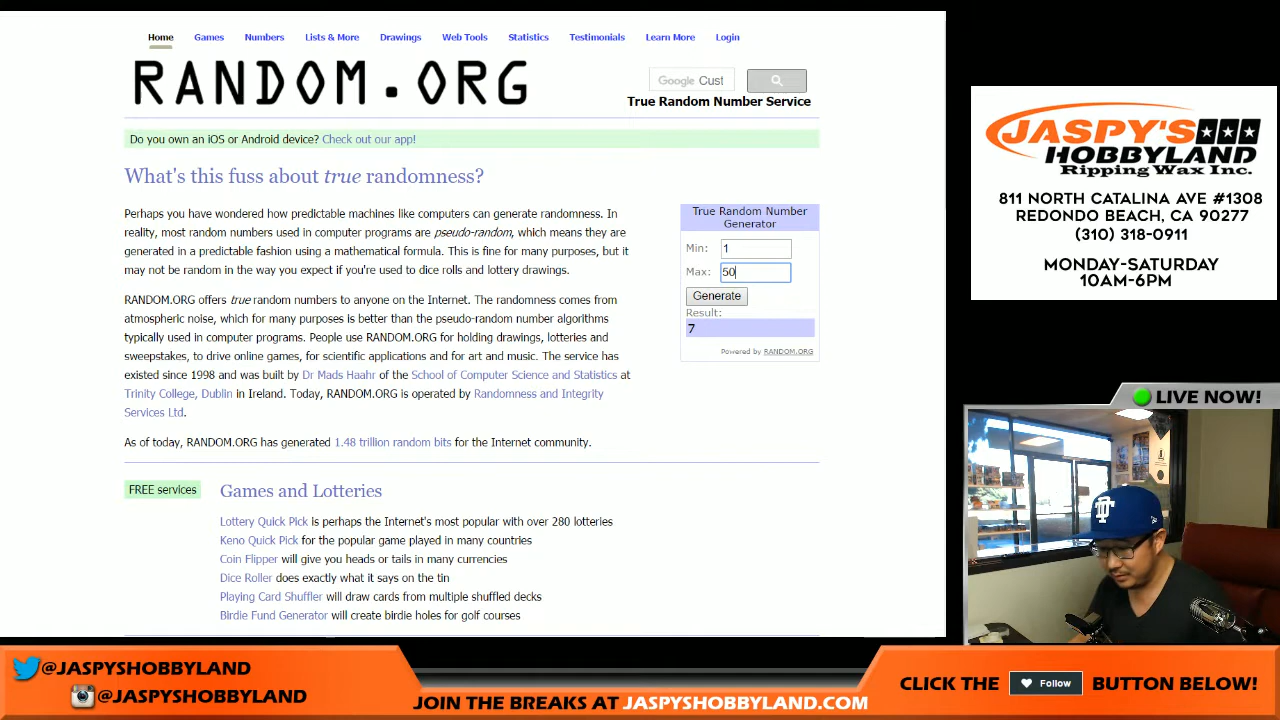 Home Games Numbers Lists & More Drawings Web Tools Statistics Testimonials Learn More Login
RANDOM.ORG
Google Cust
True Random Number Service
Do you own an iOS or Android device? Check out our app!
What's this fuss about true randomness?
Perhaps you have wondered how predictable machines like computers can generate randomness. In
reality, most random numbers used in computer programs are pseudo-random, which means they are
generated in a predictable fashion using a mathematical formula. This is fine for many purposes, but it
may not be random in the way you expect if you're used to dice rolls and lottery drawings.
RANDOM.ORG offers true random numbers to anyone on the Internet. The randomness comes from
atmospheric noise, which for many purposes is better than the pseudo-random number algorithms
typically used in computer programs. People use RANDOM.ORG for holding drawings, lotteries and
sweepstakes, to drive online games, for scientific applications and for art and music. The service has
existed since 1998 and was built by Dr Mads Haahr of the School of Computer Science and Statistics at
Trinity College, Dublin in Ireland. Today, RANDOM.ORG is operated by Randomness and Integrity
Services Ltd.
As of today, RANDOM.ORG has generated 1.48 trillion random bits for the Internet community.
True Random Number
Generator
Min: 1
Max: 50
Generate
Result:
7
Powered by RANDOM.ORG
FREE services
Games and Lotteries
Lottery Quick Pick is perhaps the Internet's most popular with over 280 lotteries
Keno Quick Pick for the popular game played in many countries
Coin Flipper will give you heads or tails in many currencies
Dice Roller does exactly what it says on the tin
Playing Card Shuffler will draw cards from multiple shuffled decks
Birdie Fund Generator will create birdie holes for golf courses
JASPY'S
HOBBYLAND
Ripping Wax Inc.
811 NORTH CATALINA AVE #1308
REDONDO BEACH, CA 90277
(310) 318-0911
MONDAY-SATURDAY
10AM-6PM
LIVE NOW!
@JASPYSHOBBYLAND
@JASPYSHOBBYLAND
JOIN THE BREAKS AT JASPYSHOBBYLAND.COM
CLICK THE Follow BUTTON BELOW!